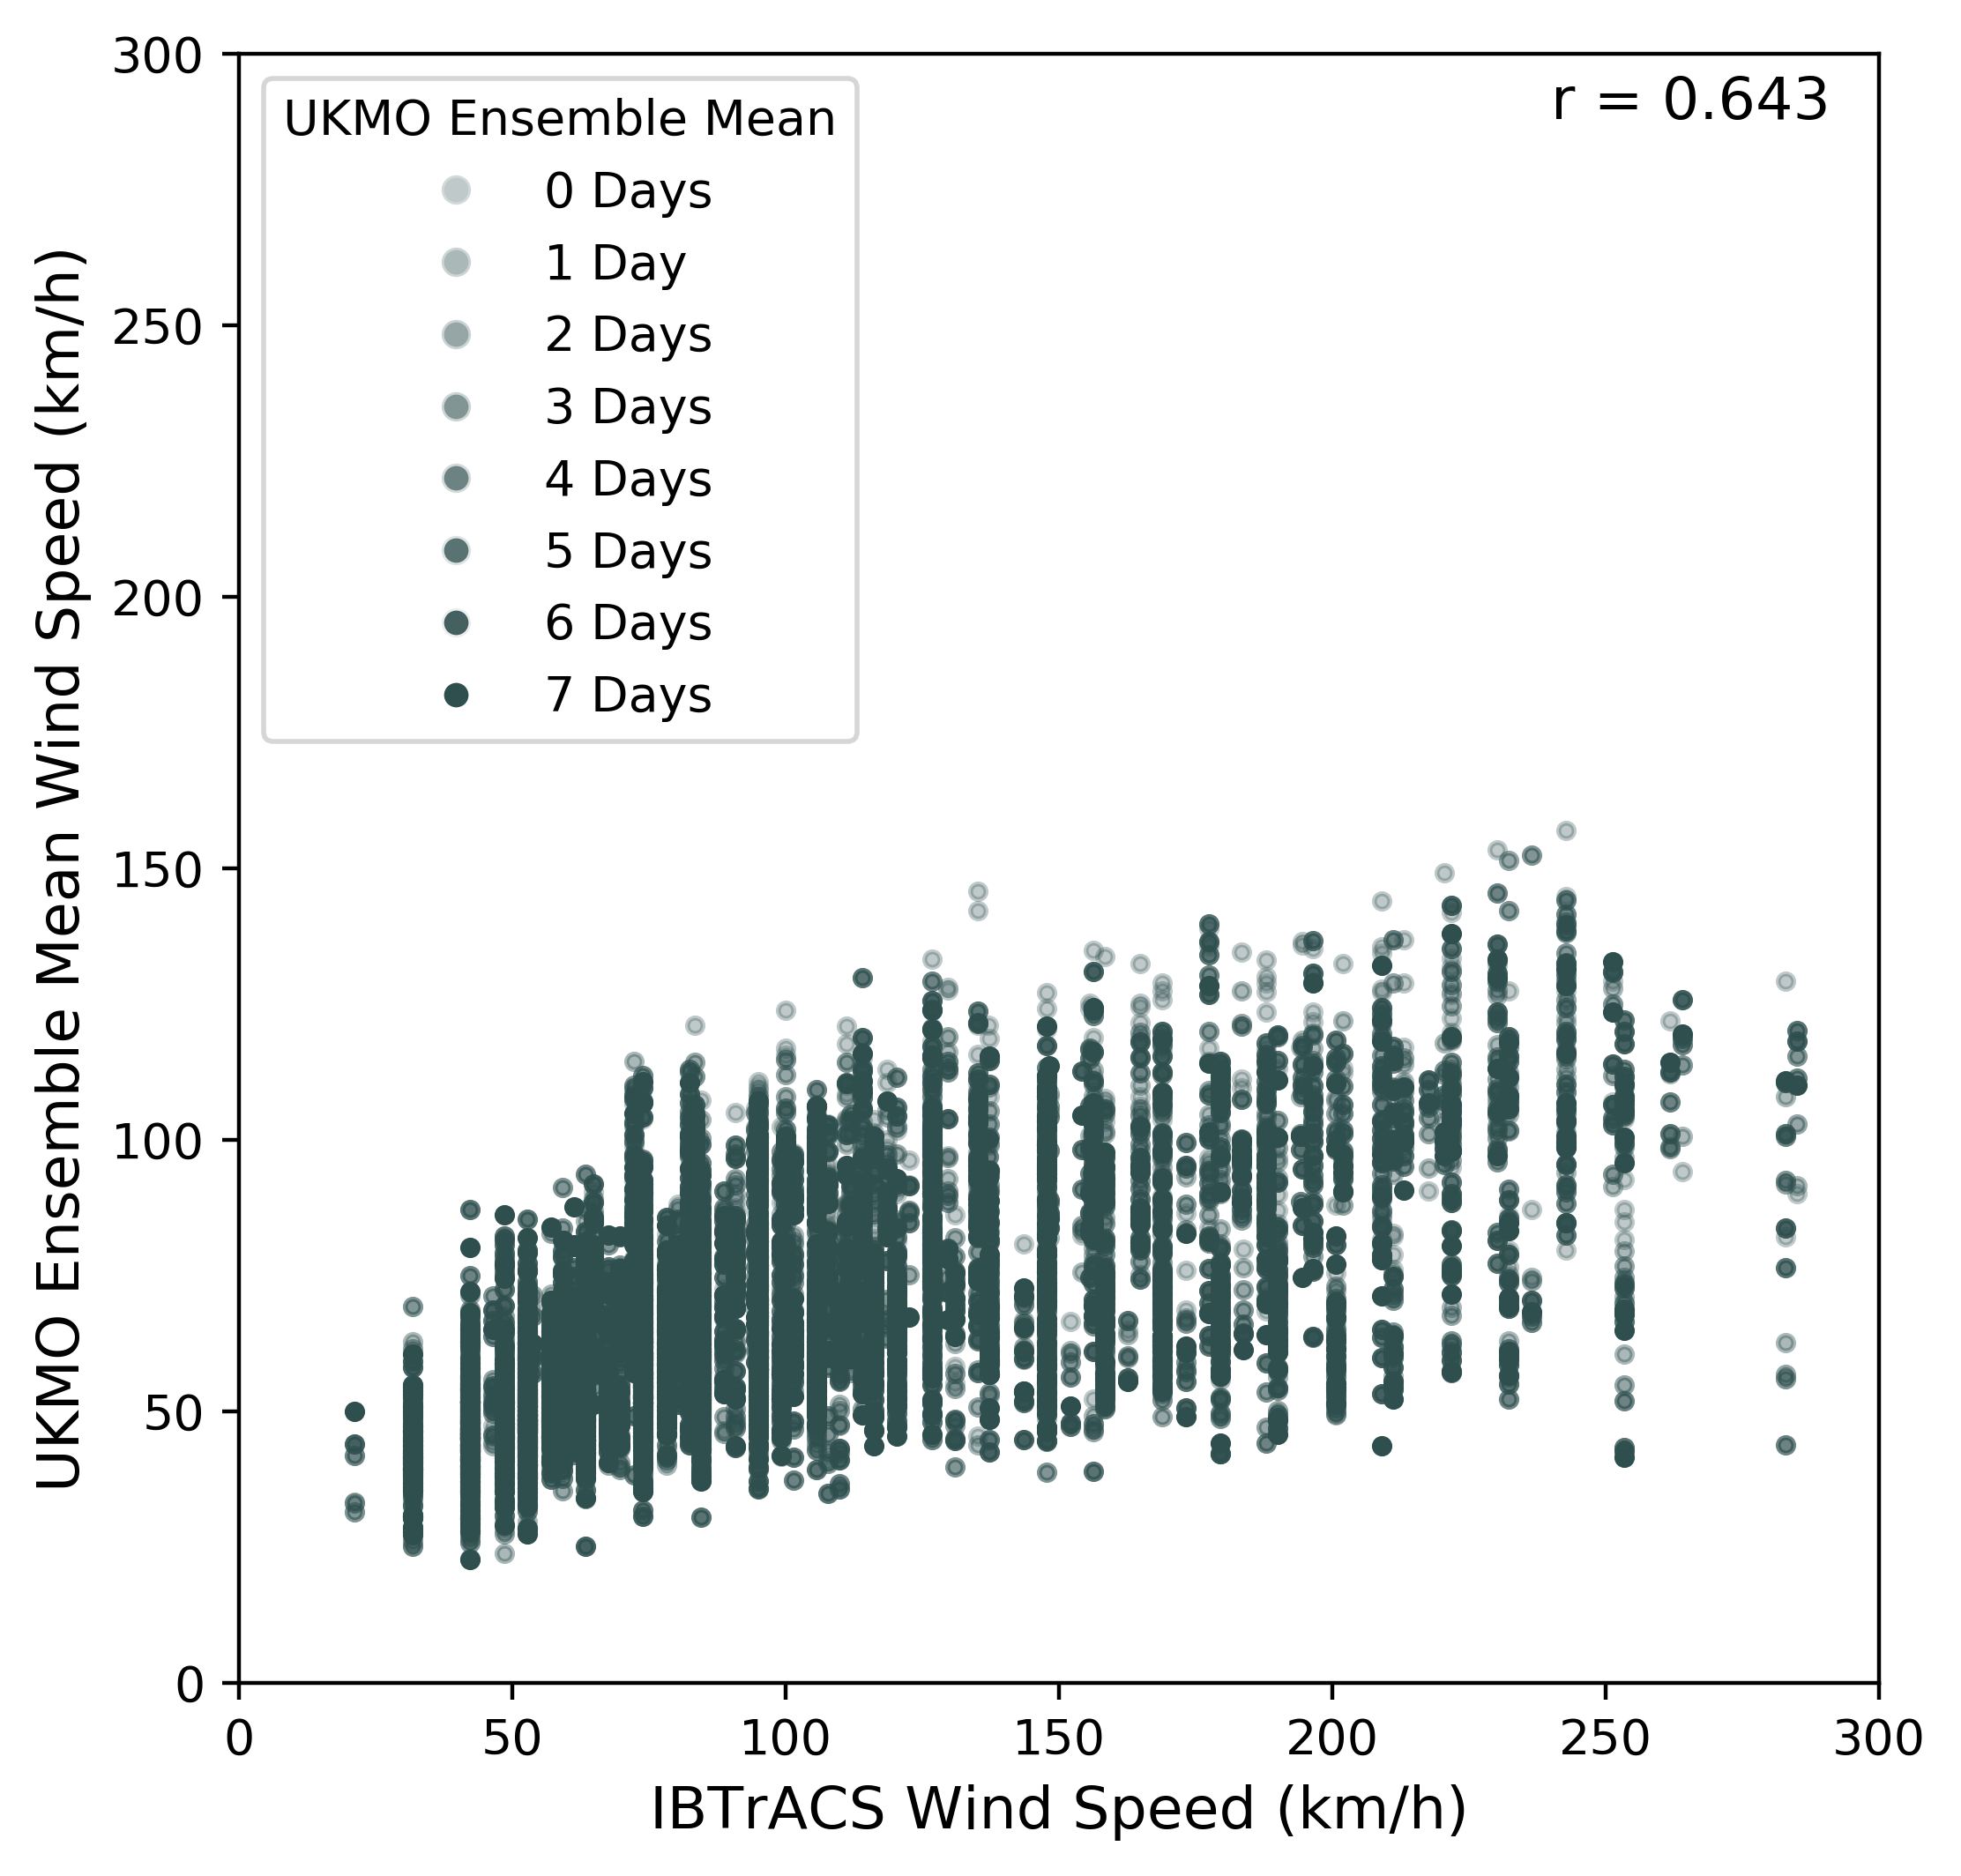 r = 0.643
UKMO Ensemble Mean
0 Days
1 Day
2 Days
3 Days
4 Days
5 Days
6 Days
7 Days
UKMO Ensemble Mean Wind Speed (km/h)
300
250
200
150
100
50
0
0 50 100 150 200 250 300
IBTrACS Wind Speed (km/h)